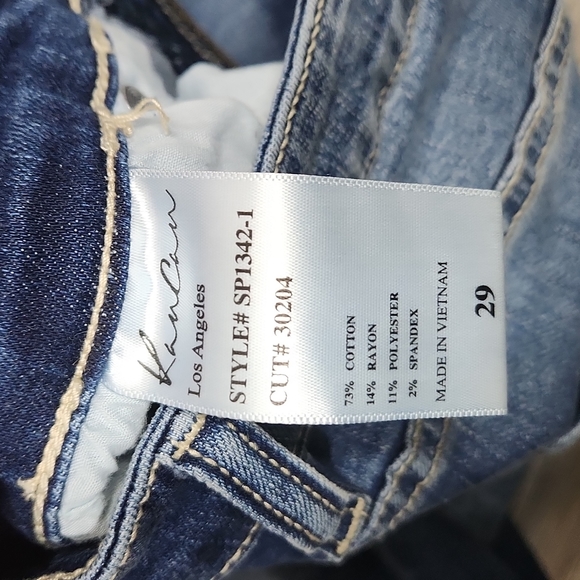 KanCan
Los Angeles
STYLE# SP1342-1
CUT# 30204
73% COTTON
14% RAYON
11% POLYESTER
2% SPANDEX
MADE IN VIETNAM
29